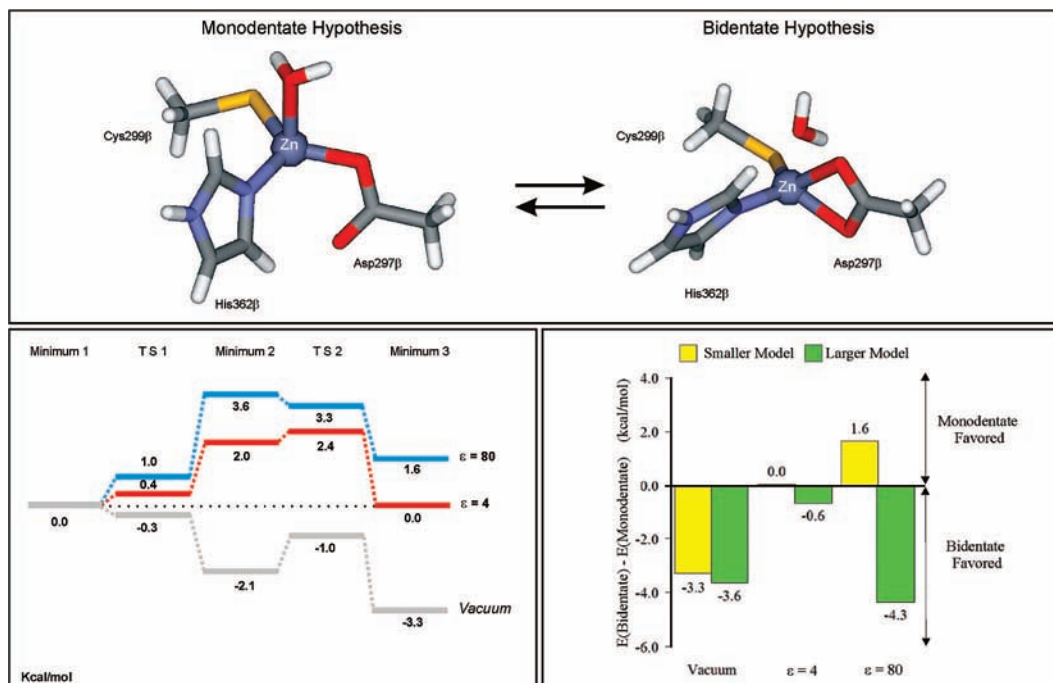 Monodentate Hypothesis
Bidentate Hypothesis
Cys299β
Zn
His362β
Asp297β
Cys299β
Zn
His362β
Asp297β
Minimum 1 TS 1 Minimum 2 TS 2 Minimum 3
3.6
3.3
2.4
2.0
1.6
1.0
0.4
0.0
0.0
-0.3
-1.0
-2.1
-3.3
ε = 80
ε = 4
Vacuum
Kcal/mol
Smaller Model Larger Model
E(Bidentate) - E(Monodentate) (kcal/mol)
4.0
2.0
0.0
-2.0
-4.0
-6.0
-3.3
-3.6
0.0
-0.6
1.6
-4.3
Monodentate
Favored
Bidentate
Favored
Vacuum ε = 4 ε = 80